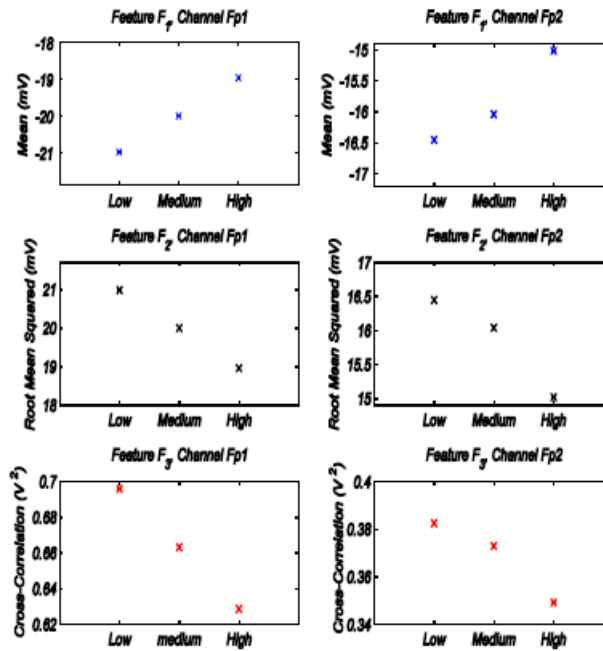 Feature F1, Channel Fp1
Mean (mV)
-18
-19
-20
-21
Low Medium High
Feature F1, Channel Fp2
Mean (mV)
-15
-15.5
-16
-16.5
-17
Low Medium High
Feature F2, Channel Fp1
Root Mean Squared (mV)
21
20
19
18
Low Medium High
Feature F2, Channel Fp2
Root Mean Squared (mV)
17
16.5
16
15.5
15
Low Medium High
Feature F3, Channel Fp1
Cross-Correlation (V²)
0.7
0.68
0.66
0.64
0.62
Low medium High
Feature F3, Channel Fp2
Cross-Correlation (V²)
0.4
0.38
0.36
0.34
Low Medium High